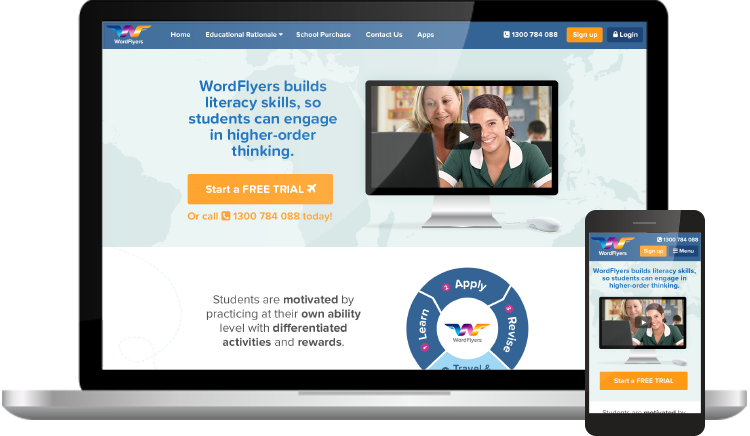 WordFlyers
Home Educational Rationale School Purchase Contact Us Apps 1300 784 088 Sign up Login
WordFlyers builds
literacy skills, so
students can engage
in higher-order
thinking.
Start a FREE TRIAL
Or call 1300 784 088 today!
Students are motivated by
practicing at their own ability
level with differentiated
activities and rewards.
1 Learn
2 Apply
3 Revise
WordFlyers
Travel &
1300 784 088
WordFlyers
Sign up Menu
WordFlyers builds literacy skills,
so students can engage in
higher-order thinking.
Start a FREE TRIAL
Students are motivated by